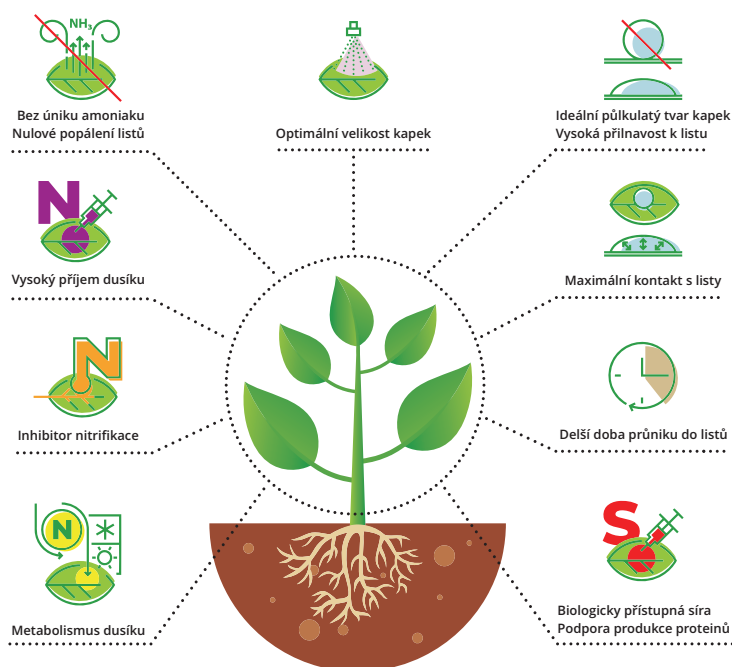 NH₃
Bez úniku amoniaku
Nulové popálení listů
Optimální velikost kapek
Ideální půlkulatý tvar kapek
Vysoká přilnavost k listu
N
Vysoký příjem dusíku
Maximální kontakt s listy
N
Inhibitor nitrifikace
Delší doba průniku do listů
N
Metabolismus dusíku
S
Biologicky přístupná síra
Podpora produkce proteinů